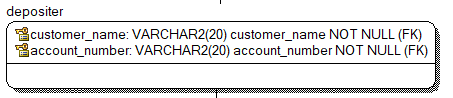 depositer
customer_name: VARCHAR2(20) customer_name NOT NULL (FK)
account_number: VARCHAR2(20) account_number NOT NULL (FK)